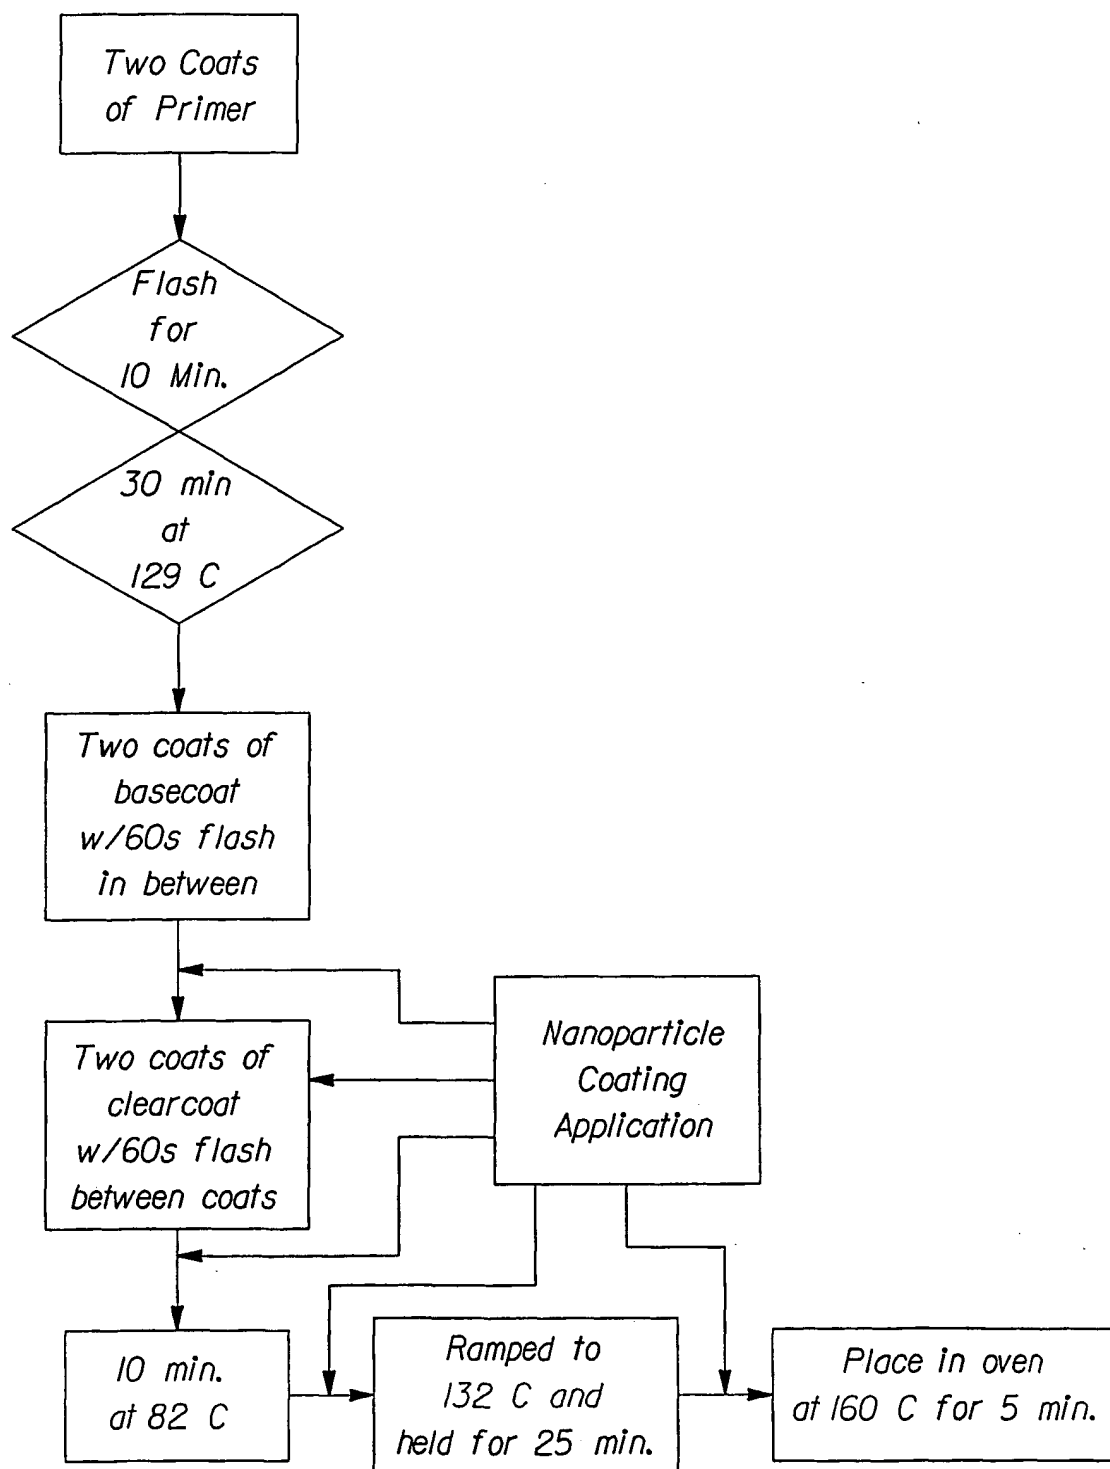 Two Coats
of Primer
Flash
for
10 Min.
30 min
at
129 C
Two coats of
basecoat
w/60s flash
in between
Two coats of
clearcoat
w/60s flash
between coats
Nanoparticle
Coating
Application
10 min.
at 82 C
Ramped to
132 C and
held for 25 min.
Place in oven
at 160 C for 5 min.